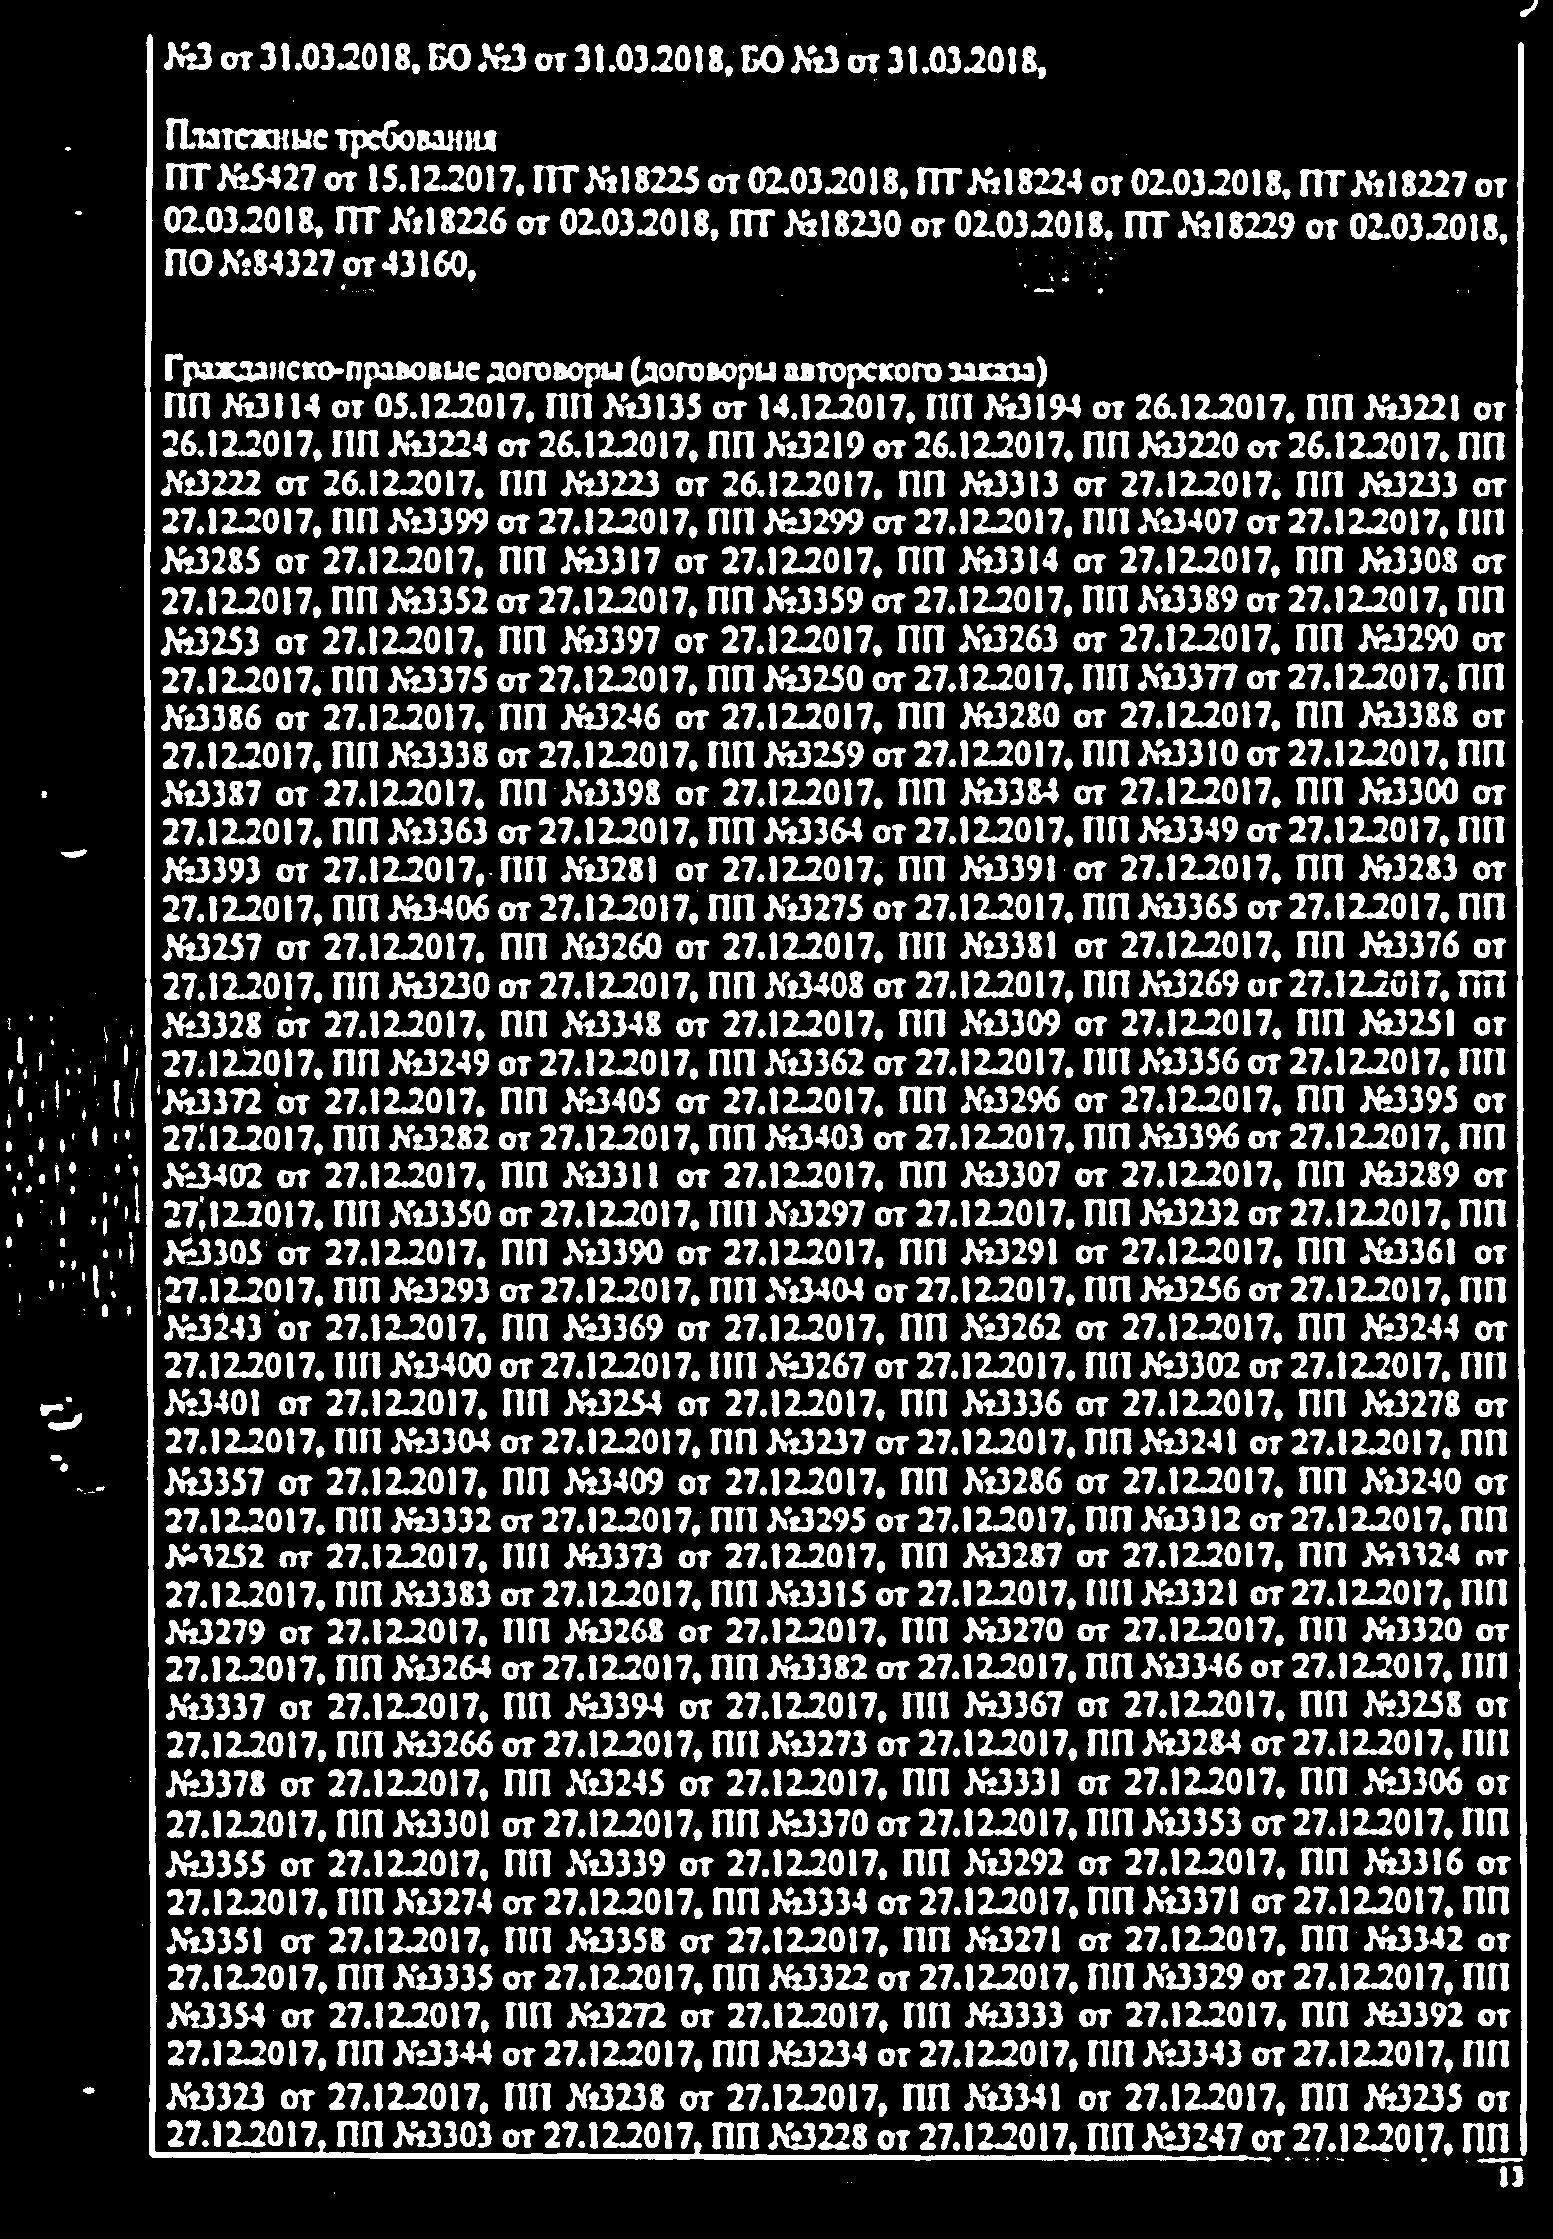 №3 от 31.03.2018, БО №3 от 31.03.2018, БО №3 от 31.03.2018,
Платежные требования
ПТ №5427 от 15.12.2017, ПТ №18225 от 02.03.2018, ПТ №18224 от 02.03.2018, ПТ №18227 от
02.03.2018, ПТ №18226 от 02.03.2018, ПТ №18230 от 02.03.2018, ПТ №18229 от 02.03.2018,
ПО №84327 от 43160,
Гражданско-правовые договоры (договоры авторского заказа)
ПП №3114 от 05.12.2017, ПП №3135 от 14.12.2017, ПП №3194 от 26.12.2017, ПП №3221 от
26.12.2017, ПП №3224 от 26.12.2017, ПП №3219 от 26.12.2017, ПП №3220 от 26.12.2017, ПП
№3222 от 26.12.2017, ПП №3223 от 26.12.2017, ПП №3313 от 27.12.2017, ПП №3233 от
27.12.2017, ПП №3399 от 27.12.2017, ПП №3299 от 27.12.2017, ПП №3407 от 27.12.2017, ПП
№3285 от 27.12.2017, ПП №3317 от 27.12.2017, ПП №3314 от 27.12.2017, ПП №3308 от
27.12.2017, ПП №3352 от 27.12.2017, ПП №3359 от 27.12.2017, ПП №3389 от 27.12.2017, ПП
№3253 от 27.12.2017, ПП №3397 от 27.12.2017, ПП №3263 от 27.12.2017, ПП №3290 от
27.12.2017, ПП №3375 от 27.12.2017, ПП №3250 от 27.12.2017, ПП №3377 от 27.12.2017, ПП
№3386 от 27.12.2017, ПП №3246 от 27.12.2017, ПП №3280 от 27.12.2017, ПП №3388 от
27.12.2017, ПП №3338 от 27.12.2017, ПП №3259 от 27.12.2017, ПП №3310 от 27.12.2017, ПП
№3387 от 27.12.2017, ПП №3398 от 27.12.2017, ПП №3384 от 27.12.2017, ПП №3300 от
27.12.2017, ПП №3363 от 27.12.2017, ПП №3364 от 27.12.2017, ПП №3349 от 27.12.2017, ПП
№3393 от 27.12.2017, ПП №3281 от 27.12.2017, ПП №3391 от 27.12.2017, ПП №3283 от
27.12.2017, ПП №3406 от 27.12.2017, ПП №3275 от 27.12.2017, ПП №3365 от 27.12.2017, ПП
№3257 от 27.12.2017, ПП №3260 от 27.12.2017, ПП №3381 от 27.12.2017, ПП №3376 от
27.12.2017, ПП №3230 от 27.12.2017, ПП №3408 от 27.12.2017, ПП №3269 от 27.12.2017, ПП
№3328 от 27.12.2017, ПП №3348 от 27.12.2017, ПП №3309 от 27.12.2017, ПП №3251 от
27.12.2017, ПП №3249 от 27.12.2017, ПП №3362 от 27.12.2017, ПП №3356 от 27.12.2017, ПП
№3372 от 27.12.2017, ПП №3405 от 27.12.2017, ПП №3296 от 27.12.2017, ПП №3395 от
27.12.2017, ПП №3282 от 27.12.2017, ПП №3403 от 27.12.2017, ПП №3396 от 27.12.2017, ПП
№3402 от 27.12.2017, ПП №3311 от 27.12.2017, ПП №3307 от 27.12.2017, ПП №3289 от
27.12.2017, ПП №3350 от 27.12.2017, ПП №3297 от 27.12.2017, ПП №3232 от 27.12.2017, ПП
№3305 от 27.12.2017, ПП №3390 от 27.12.2017, ПП №3291 от 27.12.2017, ПП №3361 от
27.12.2017, ПП №3293 от 27.12.2017, ПП №3404 от 27.12.2017, ПП №3256 от 27.12.2017, ПП
№3243 от 27.12.2017, ПП №3369 от 27.12.2017, ПП №3262 от 27.12.2017, ПП №3244 от
27.12.2017, ПП №3400 от 27.12.2017, ПП №3267 от 27.12.2017, ПП №3302 от 27.12.2017, ПП
№3401 от 27.12.2017, ПП №3254 от 27.12.2017, ПП №3336 от 27.12.2017, ПП №3278 от
27.12.2017, ПП №3304 от 27.12.2017, ПП №3237 от 27.12.2017, ПП №3241 от 27.12.2017, ПП
№3357 от 27.12.2017, ПП №3409 от 27.12.2017, ПП №3286 от 27.12.2017, ПП №3240 от
27.12.2017, ПП №3332 от 27.12.2017, ПП №3295 от 27.12.2017, ПП №3312 от 27.12.2017, ПП
№3252 от 27.12.2017, ПП №3373 от 27.12.2017, ПП №3287 от 27.12.2017, ПП №3324 от
27.12.2017, ПП №3383 от 27.12.2017, ПП №3315 от 27.12.2017, ПП №3321 от 27.12.2017, ПП
№3279 от 27.12.2017, ПП №3268 от 27.12.2017, ПП №3270 от 27.12.2017, ПП №3320 от
27.12.2017, ПП №3264 от 27.12.2017, ПП №3382 от 27.12.2017, ПП №3346 от 27.12.2017, ПП
№3337 от 27.12.2017, ПП №3394 от 27.12.2017, ПП №3367 от 27.12.2017, ПП №3258 от
27.12.2017, ПП №3266 от 27.12.2017, ПП №3273 от 27.12.2017, ПП №3284 от 27.12.2017, ПП
№3378 от 27.12.2017, ПП №3245 от 27.12.2017, ПП №3331 от 27.12.2017, ПП №3306 от
27.12.2017, ПП №3301 от 27.12.2017, ПП №3370 от 27.12.2017, ПП №3353 от 27.12.2017, ПП
№3355 от 27.12.2017, ПП №3339 от 27.12.2017, ПП №3292 от 27.12.2017, ПП №3316 от
27.12.2017, ПП №3274 от 27.12.2017, ПП №3334 от 27.12.2017, ПП №3371 от 27.12.2017, ПП
№3351 от 27.12.2017, ПП №3358 от 27.12.2017, ПП №3271 от 27.12.2017, ПП №3342 от
27.12.2017, ПП №3335 от 27.12.2017, ПП №3322 от 27.12.2017, ПП №3329 от 27.12.2017, ПП
№3354 от 27.12.2017, ПП №3272 от 27.12.2017, ПП №3333 от 27.12.2017, ПП №3392 от
27.12.2017, ПП №3344 от 27.12.2017, ПП №3234 от 27.12.2017, ПП №3343 от 27.12.2017, ПП
№3323 от 27.12.2017, ПП №3238 от 27.12.2017, ПП №3341 от 27.12.2017, ПП №3235 от
27.12.2017, ПП №3303 от 27.12.2017, ПП №3228 от 27.12.2017, ПП №3247 от 27.12.2017, ПП
13